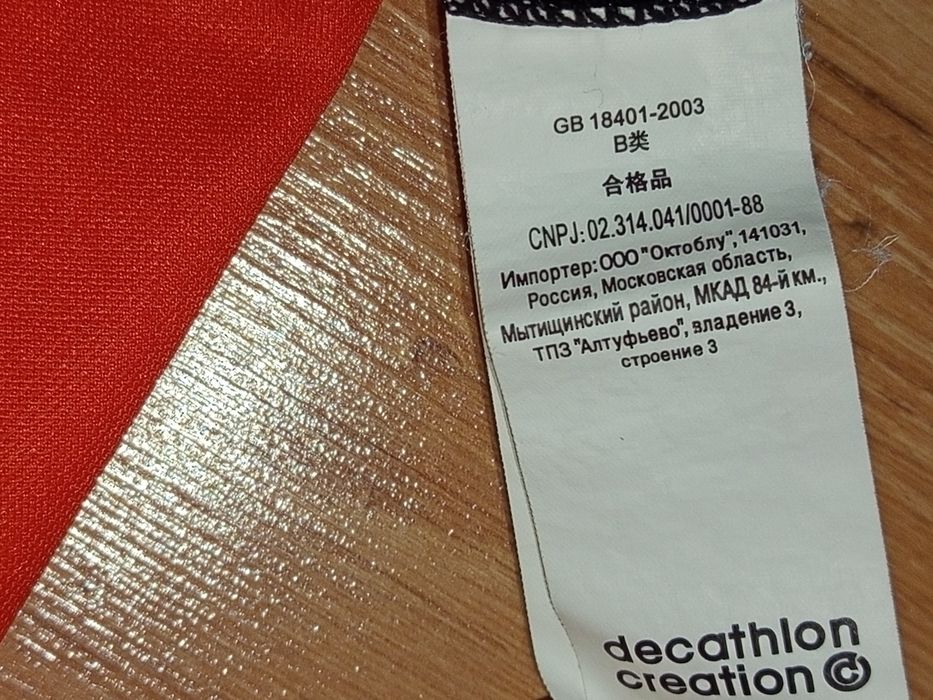 GB 18401-2003
B类
合格品
CNPJ:02.314.041/0001-88
Импортер:ООО "Октоблу",141031,
Россия, Московская область,
Мытищинский район, МКАД 84-й км.,
ТПЗ "Алтуфьево", владение 3,
строение 3
decathlon
creation ©